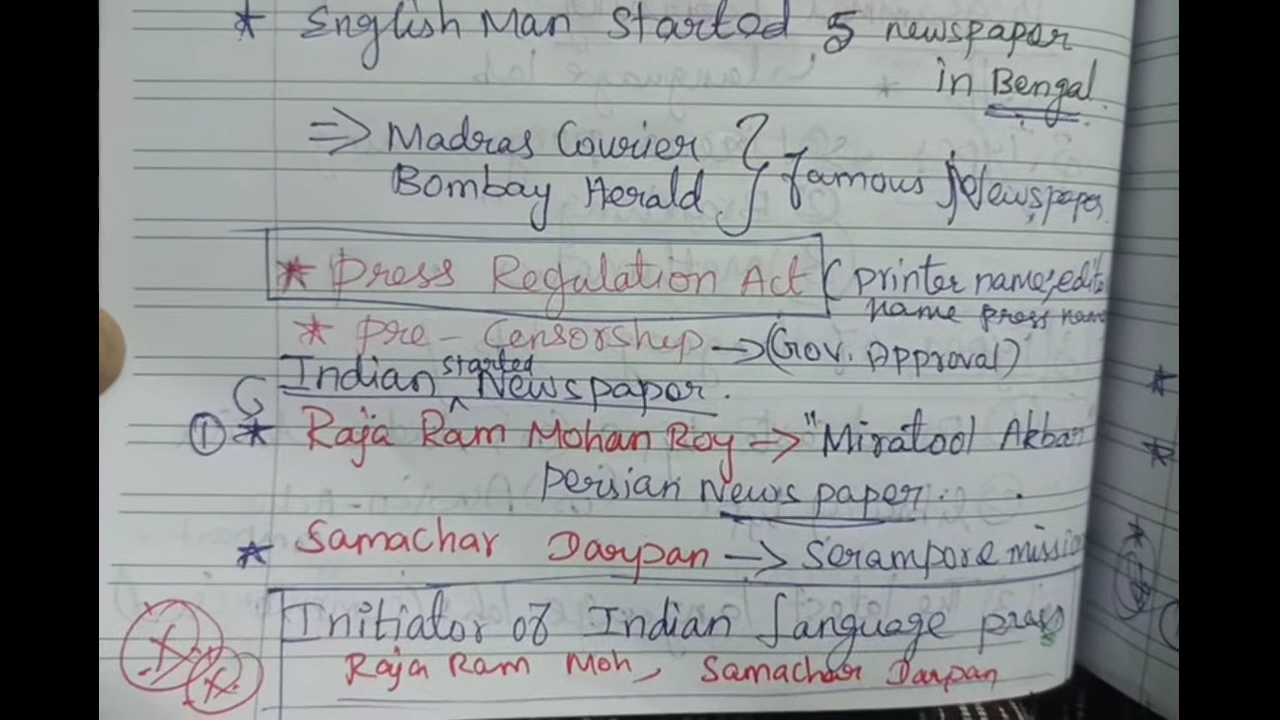 * English Man Started 5 newspaper
in Bengal.
=> Madras Courier
Bombay Herald } famous Newspaper
* Press Regulation Act ( printer name, edito
name press name
* Pre - Censorship -> (Gov. Approval)
Indian started Newspaper.
① * Raja Ram Mohan Roy -> "Miratool Akbar
Persian News paper.
* Samachar Darpan -> Serampore mission
Initiator of Indian language press
Raja Ram Moh, Samachar Darpan